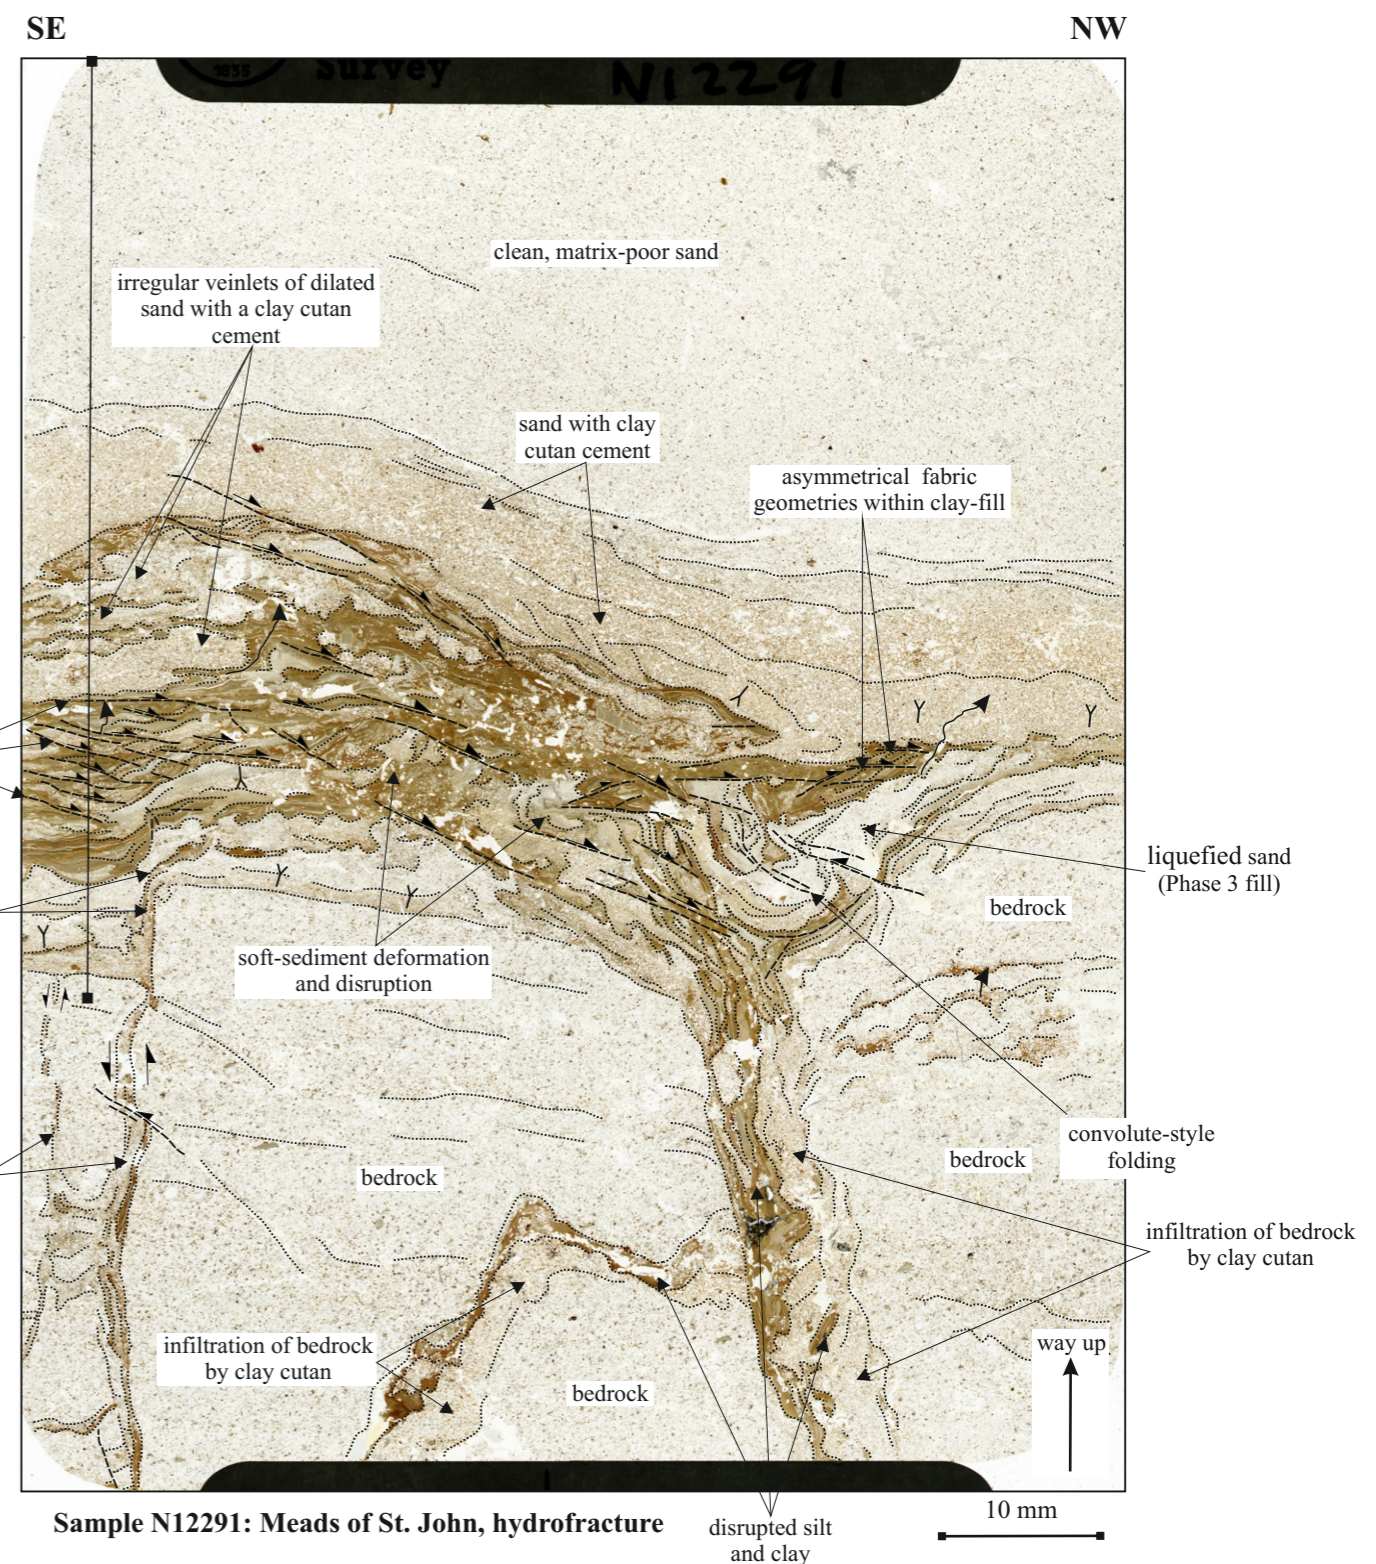 SE
NW
1835
Survey
N12291
clean, matrix-poor sand
irregular veinlets of dilated
sand with a clay cutan
cement
sand with clay
cutan cement
asymmetrical fabric
geometries within clay-fill
liquefied sand
(Phase 3 fill)
bedrock
soft-sediment deformation
and disruption
convolute-style
folding
bedrock
bedrock
infiltration of bedrock
by clay cutan
infiltration of bedrock
by clay cutan
way up
bedrock
10 mm
Sample N12291: Meads of St. John, hydrofracture
disrupted silt
and clay